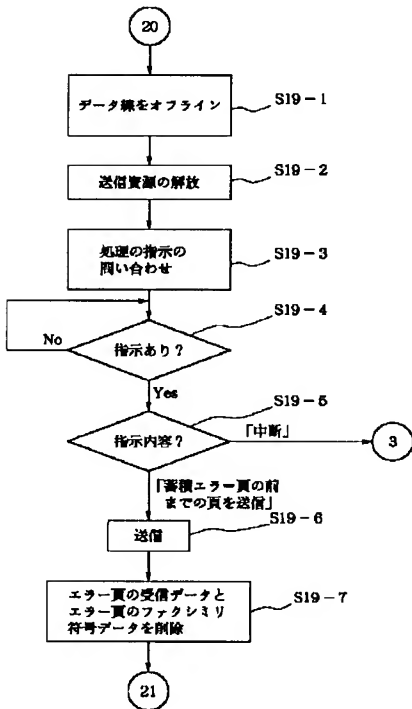 20
データ線をオフライン
S19-1
送信資源の解放
S19-2
処理の指示の
問い合わせ
S19-3
S19-4
No
指示あり?
Yes
S19-5
指示内容?
「中断」
3
「蓄積エラー頁の前
までの頁を送信」
S19-6
送信
エラー頁の受信データと
エラー頁のファクシミリ
符号データを削除
S19-7
21